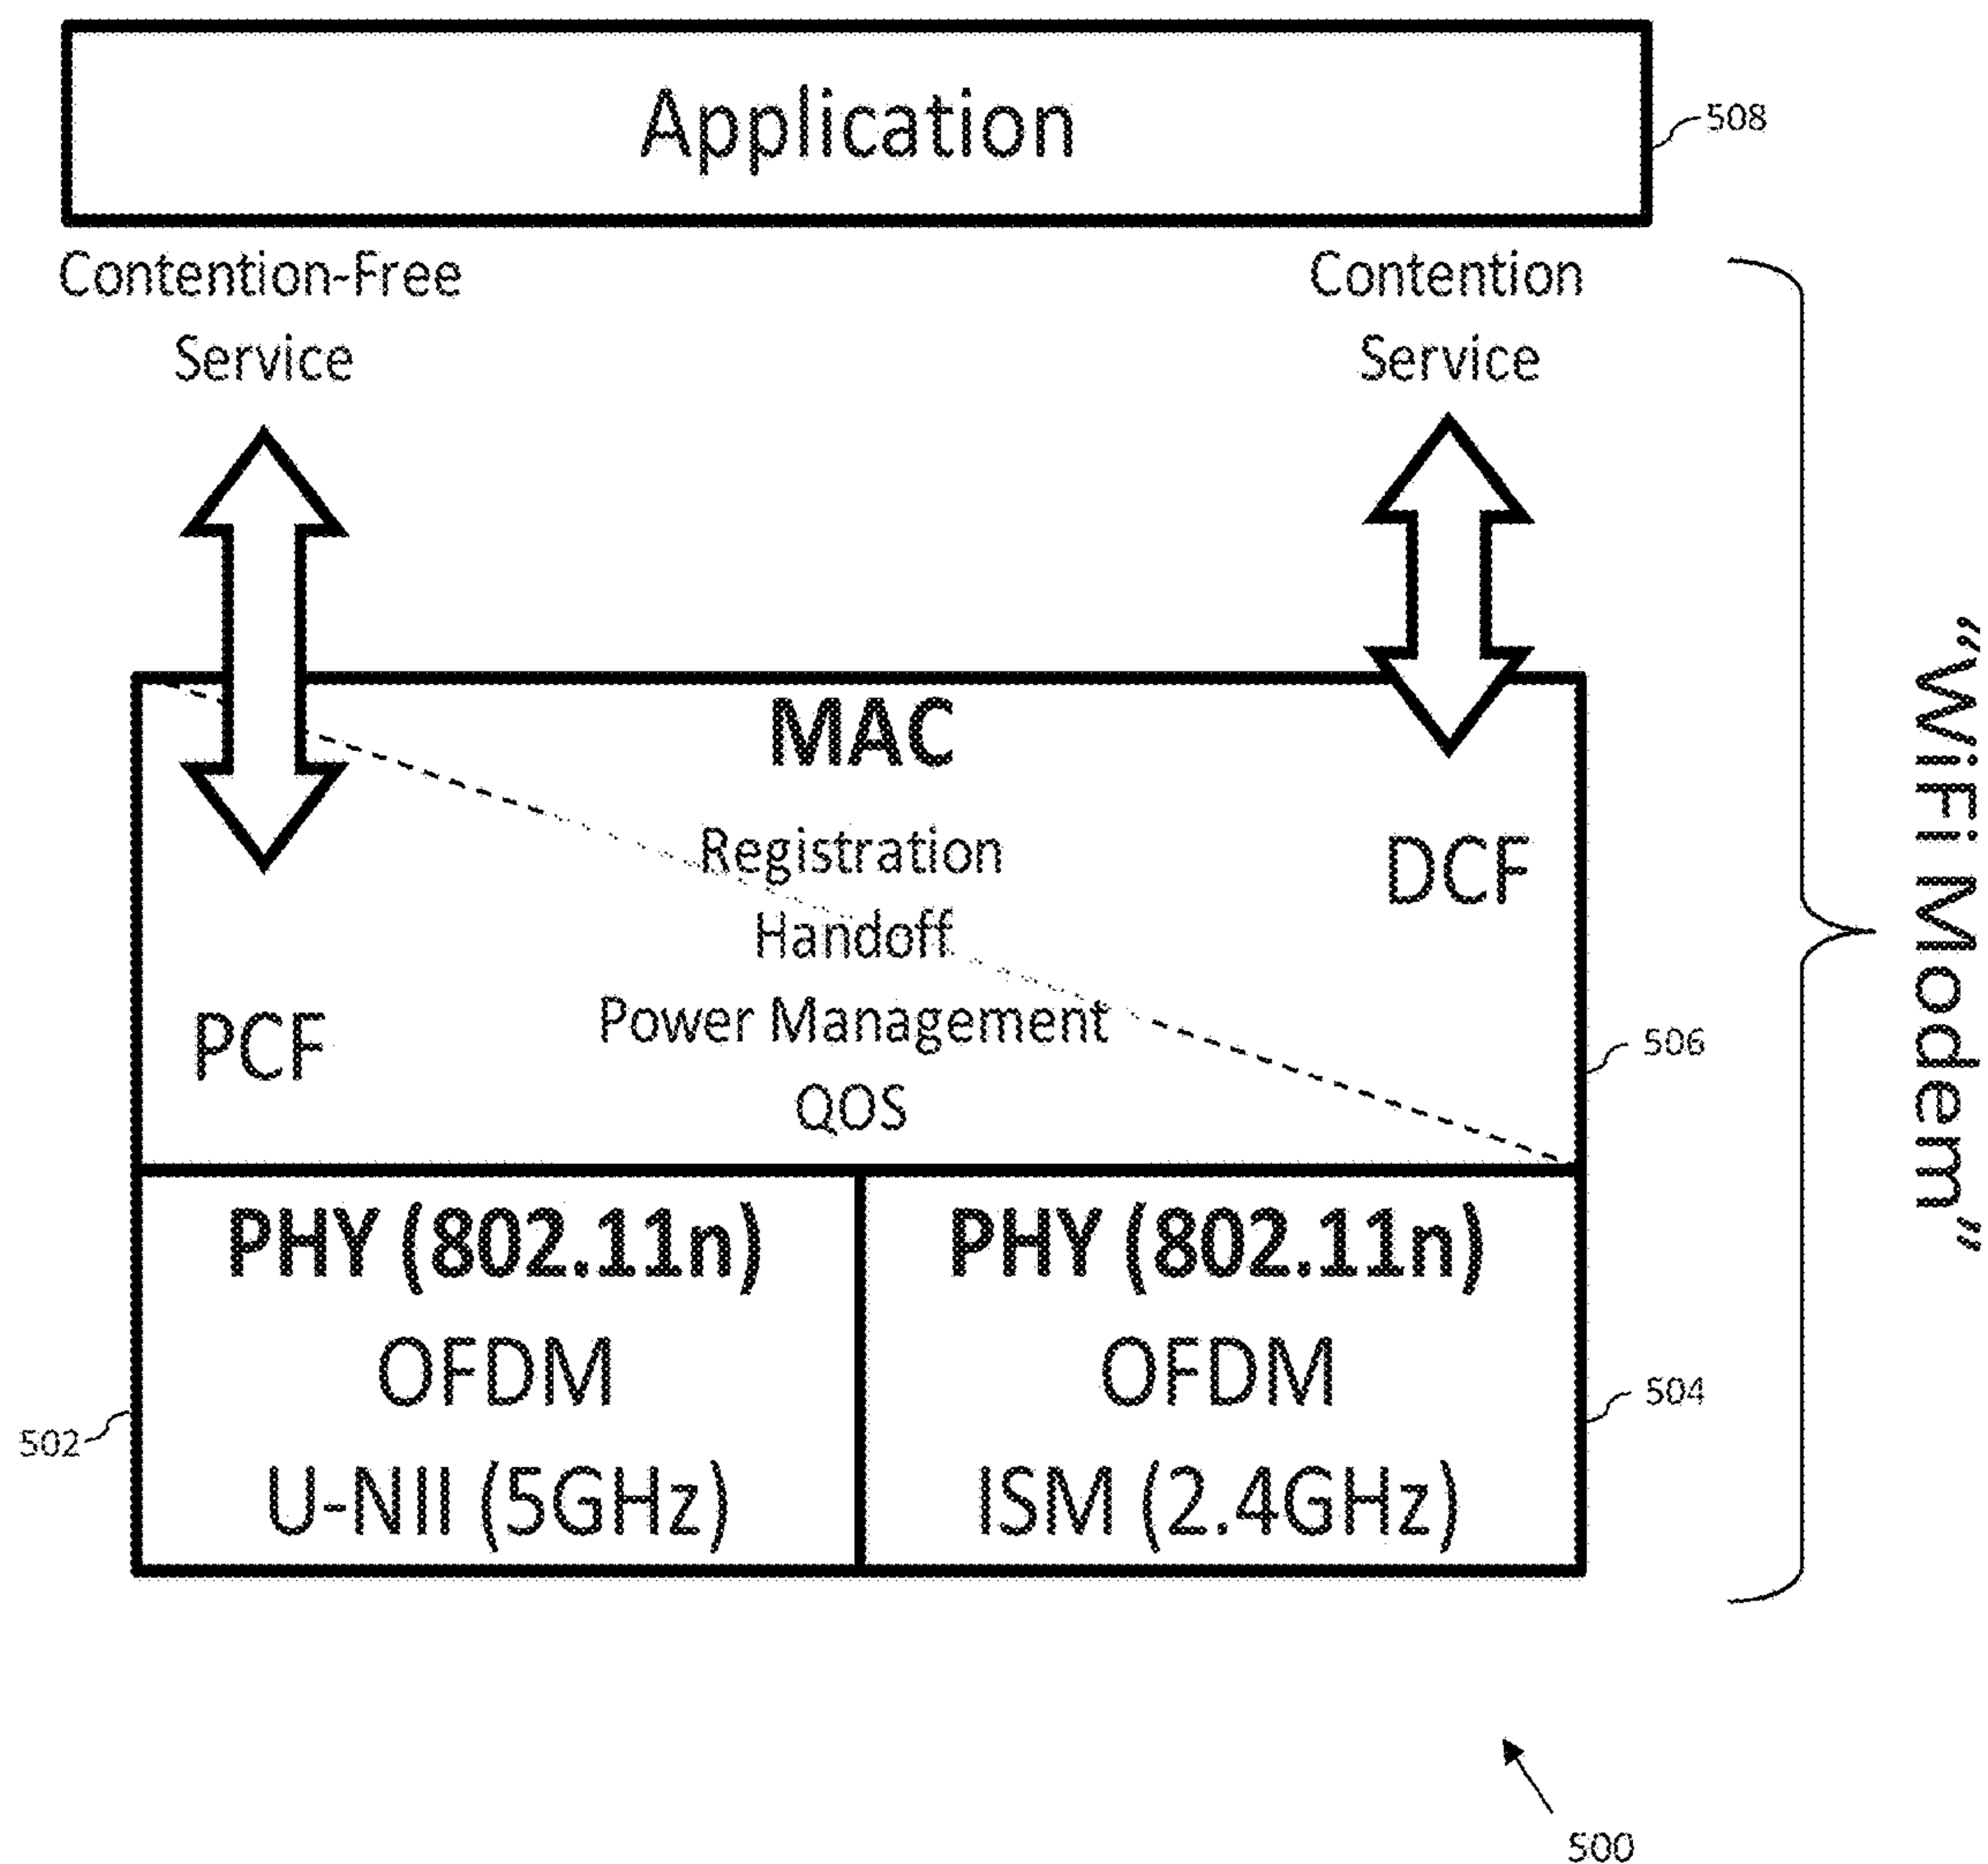 Application
508
Contention-Free
Service
Contention
Service
MAC
Registration
DCF
Handoff
PCF
Power Management
506
QOS
"WiFi Modem"
PHY (802.11n)
OFDM
U-NII (5GHz)
502
PHY (802.11n)
OFDM
ISM (2.4GHz)
504
500